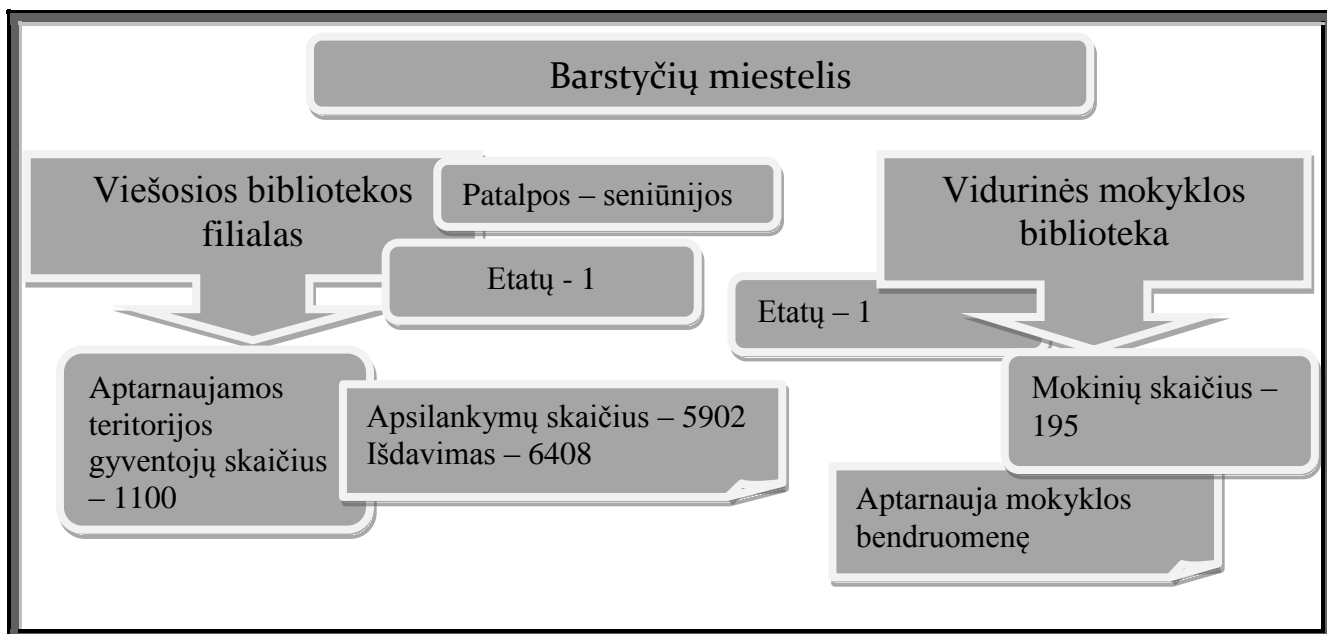 Barstyčių miestelis
Viešosios bibliotekos
filialas
Patalpos – seniūnijos
Etatų - 1
Aptarnaujamos
teritorijos
gyventojų skaičius
– 1100
Apsilankymų skaičius – 5902
Išdavimas – 6408
Vidurinės mokyklos
biblioteka
Etatų – 1
Mokinių skaičius –
195
Aptarnauja mokyklos
bendruomenę